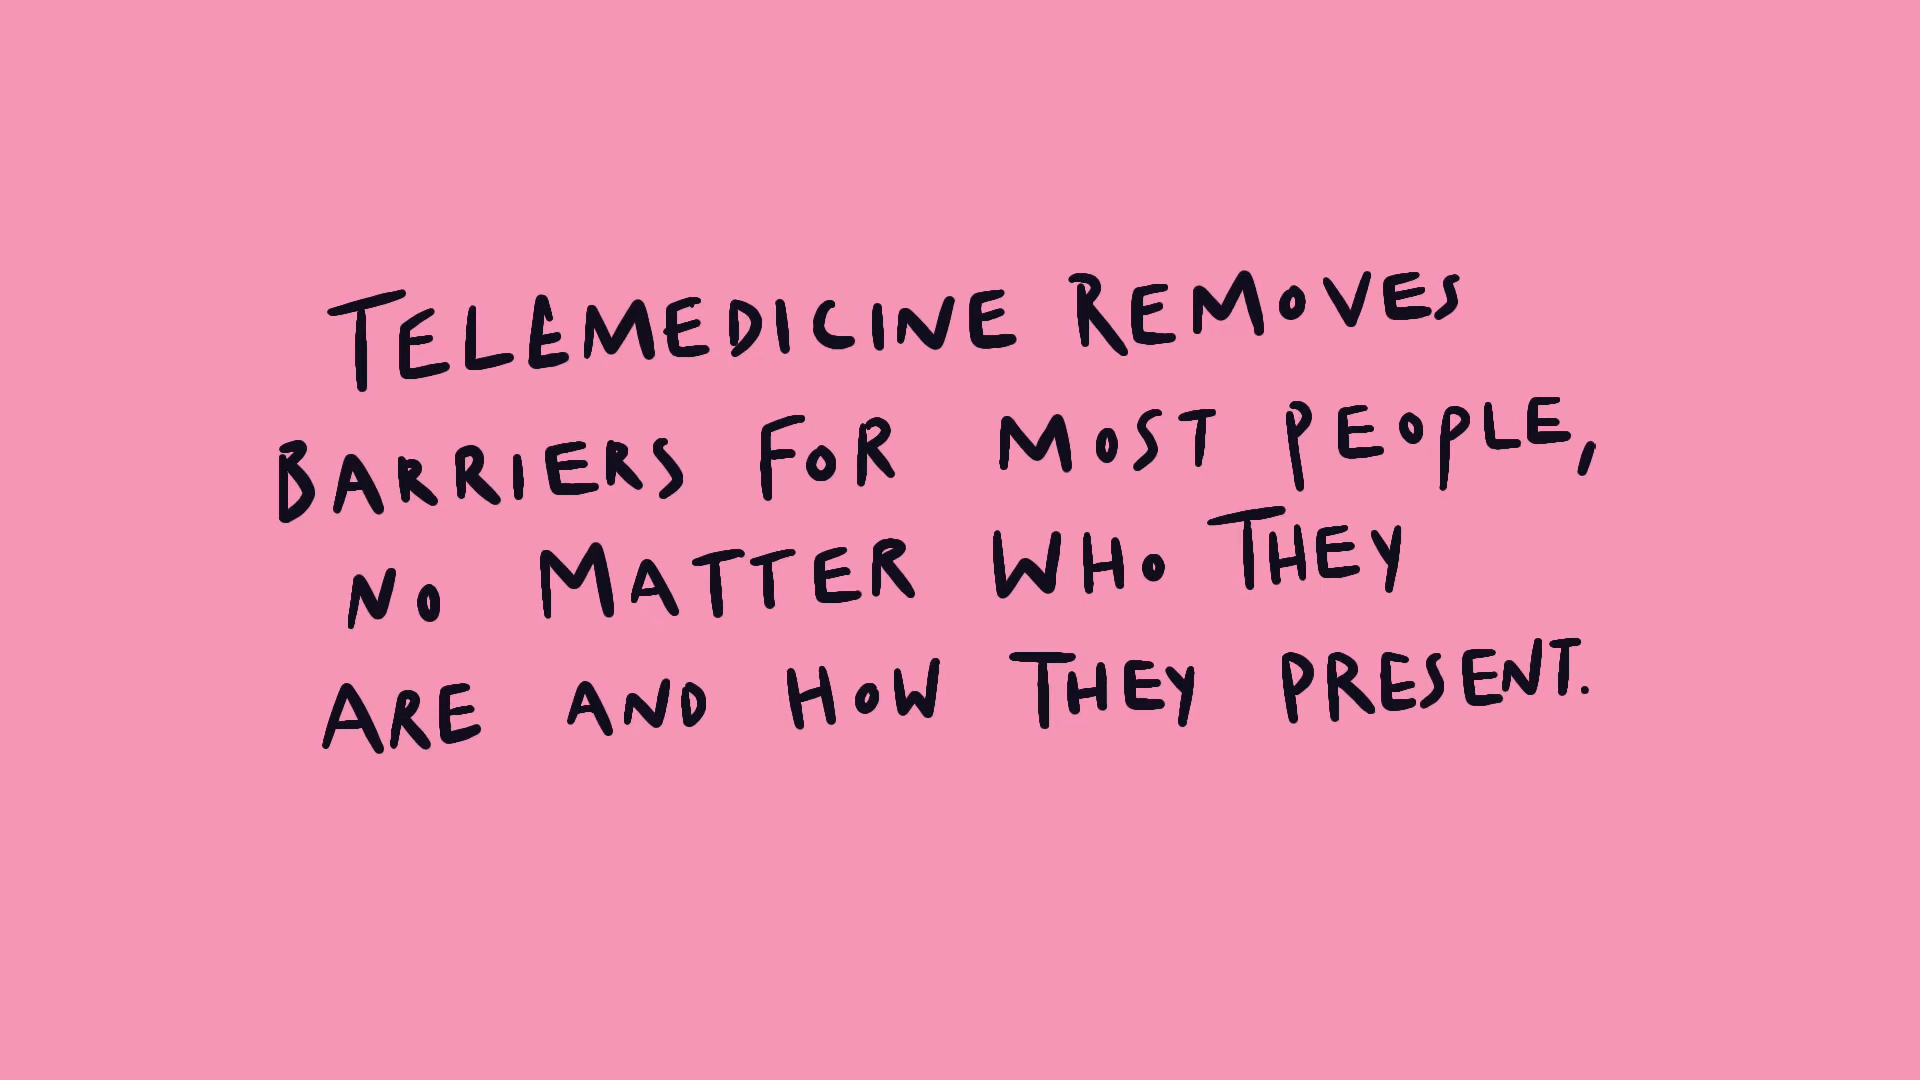 TELEMEDICINE REMOVES
BARRIERS FOR MOST PEOPLE,
NO MATTER WHO THEY
ARE AND HOW THEY PRESENT.